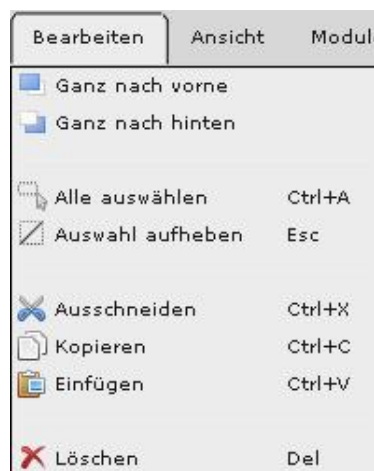 Bearbeiten Ansicht Modul
Ganz nach vorne
Ganz nach hinten
Alle auswählen Ctrl+A
Auswahl aufheben Esc
Ausschneiden Ctrl+X
Kopieren Ctrl+C
Einfügen Ctrl+V
Löschen Del